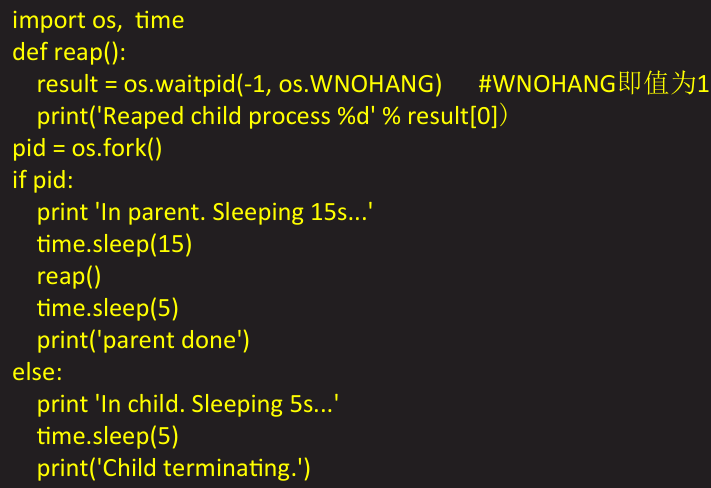 import os, time
def reap():
    result = os.waitpid(-1, os.WNOHANG)     #WNOHANG即值为1
    print('Reaped child process %d' % result[0]）
pid = os.fork()
if pid:
    print 'In parent. Sleeping 15s...'
    time.sleep(15)
    reap()
    time.sleep(5)
    print('parent done')
else:
    print 'In child. Sleeping 5s...'
    time.sleep(5)
    print('Child terminating.')